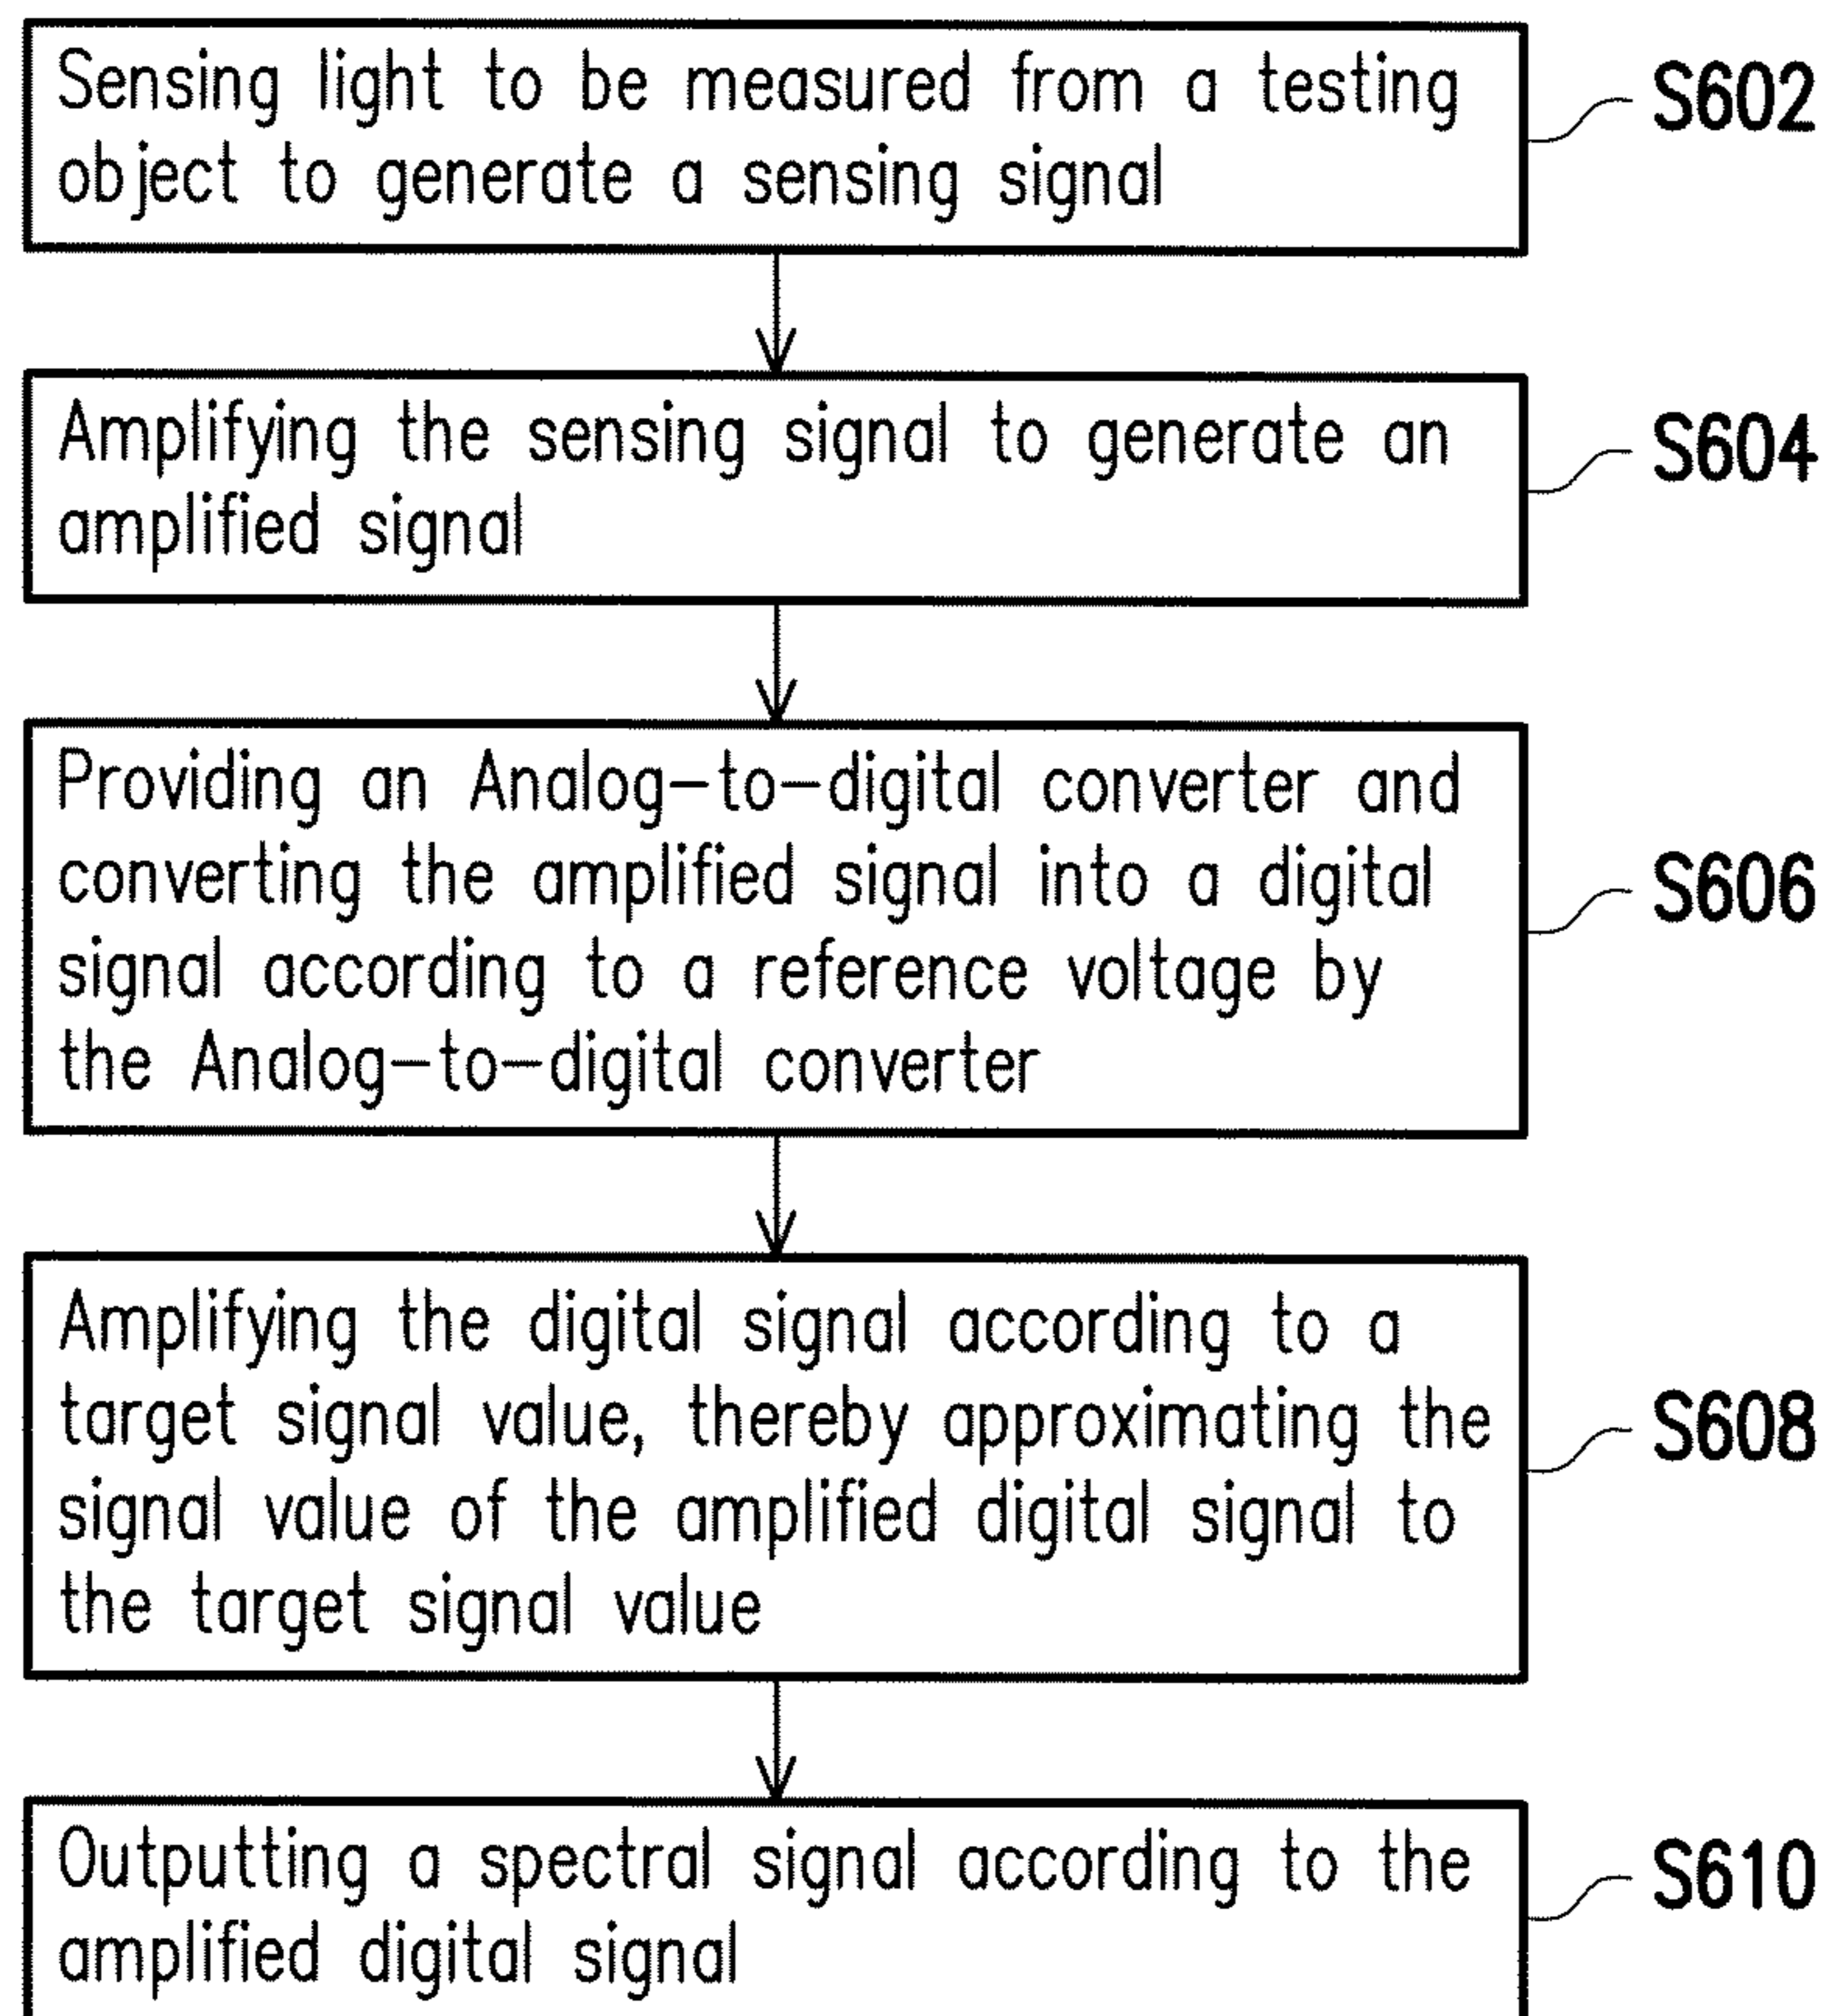 Sensing light to be measured from a testing
object to generate a sensing signal
S602
Amplifying the sensing signal to generate an
amplified signal
S604
Providing an Analog-to-digital converter and
converting the amplified signal into a digital
signal according to a reference voltage by
the Analog-to-digital converter
S606
Amplifying the digital signal according to a
target signal value, thereby approximating the
signal value of the amplified digital signal to
the target signal value
S608
Outputting a spectral signal according to the
amplified digital signal
S610